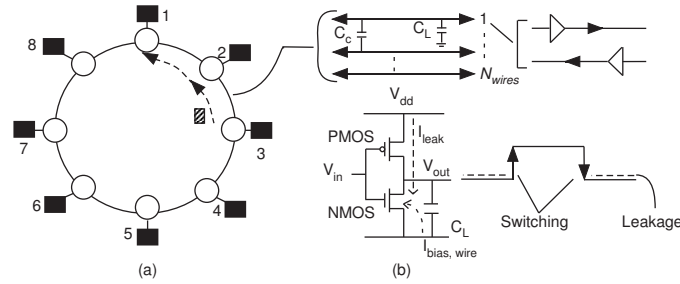 1
2
3
4
5
6
7
8
(a)
C_c
C_L
1
N_wires
V_dd
PMOS
I_leak
V_in
V_out
NMOS
C_L
I_bias, wire
(b)
Switching
Leakage